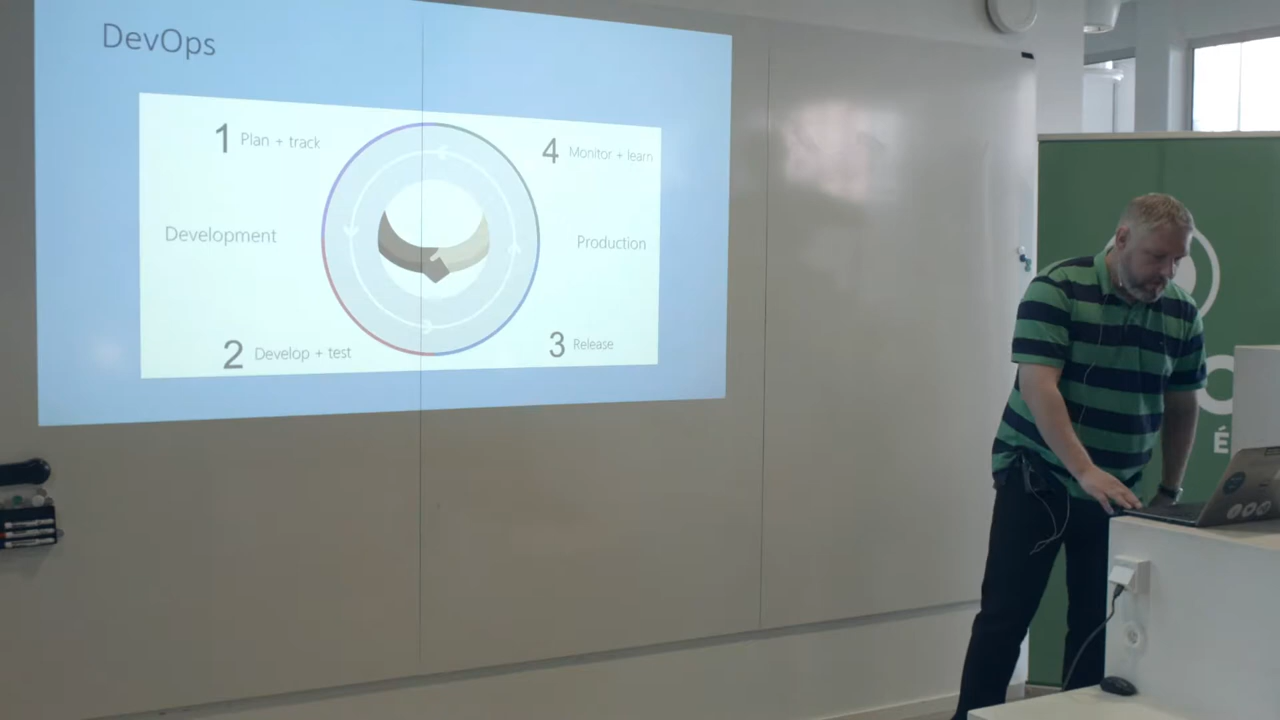 DevOps
1 Plan + track
4 Monitor + learn
Development
Production
2 Develop + test
3 Release
É